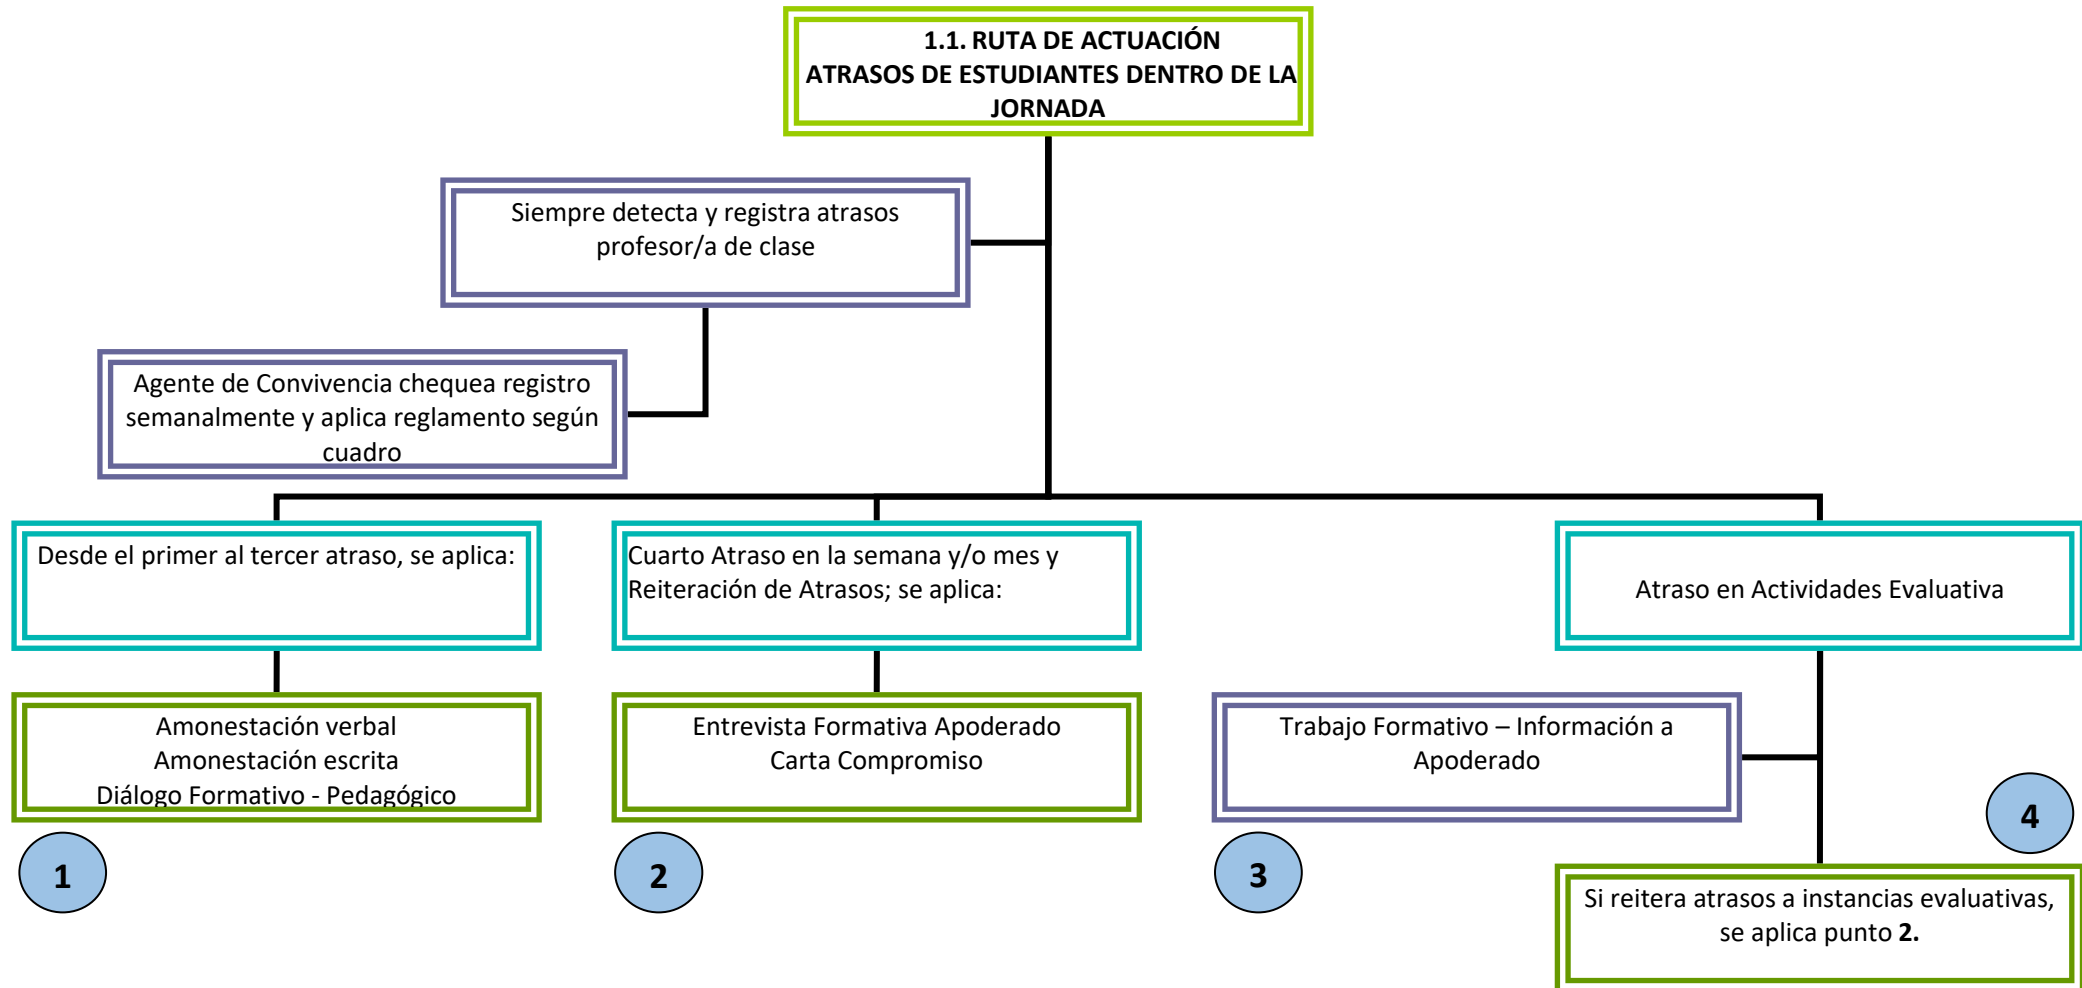 1.1. RUTA DE ACTUACIÓN
ATRASOS DE ESTUDIANTES DENTRO DE LA
JORNADA
Siempre detecta y registra atrasos
profesor/a de clase
Agente de Convivencia chequea registro
semanalmente y aplica reglamento según
cuadro
Desde el primer al tercer atraso, se aplica:
Cuarto Atraso en la semana y/o mes y
Reiteración de Atrasos; se aplica:
Atraso en Actividades Evaluativa
Amonestación verbal
Amonestación escrita
Diálogo Formativo - Pedagógico
Entrevista Formativa Apoderado
Carta Compromiso
Trabajo Formativo – Información a
Apoderado
1
2
3
4
Si reitera atrasos a instancias evaluativas,
se aplica punto 2.